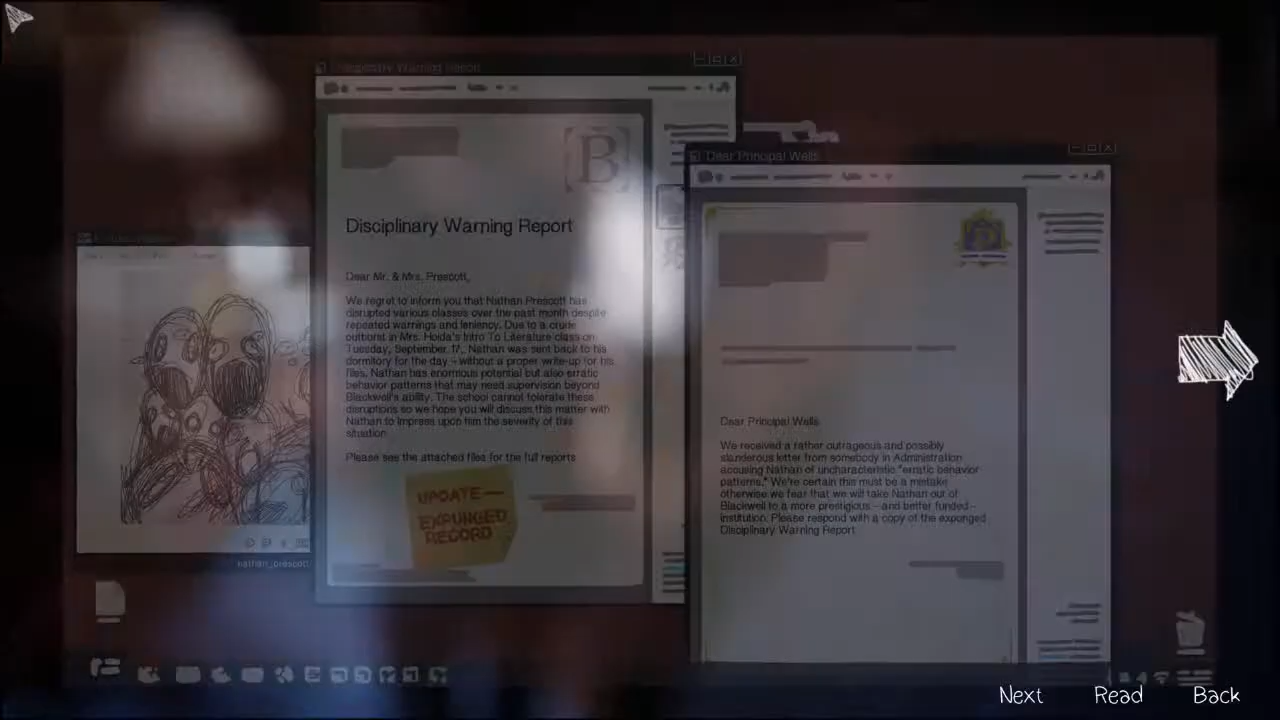 Disciplinary Warning Report
B
Disciplinary Warning Report
Dear Mr. & Mrs. Prescott,
We regret to inform you that Nathan Prescott has
disrupted various classes over the past month despite
repeated warnings and leniency. Due to a crude
outburst in Mrs. Hoida's Intro To Literature class on
Tuesday, September 17, Nathan was sent back to his
dormitory for the day - without a proper write-up for his
files. Nathan has enormous potential but also erratic
behavior patterns that may need supervision beyond
Blackwell's ability. The school cannot tolerate these
disruptions so we hope you will discuss this matter with
Nathan to impress upon him the severity of this
situation
Please see the attached files for the full reports
UPDATE—
EXPUNGED
RECORD
nathan_prescott
Dear Principal Wells
Dear Principal Wells
We received a rather outrageous and possibly
slanderous letter from somebody in Administration
accusing Nathan of uncharacteristic "erratic behavior
patterns." We're certain this must be a mistake
otherwise we fear that we will take Nathan out of
Blackwell to a more prestigious - and better funded -
institution. Please respond with a copy of the expunged
Disciplinary Warning Report
Next Read Back